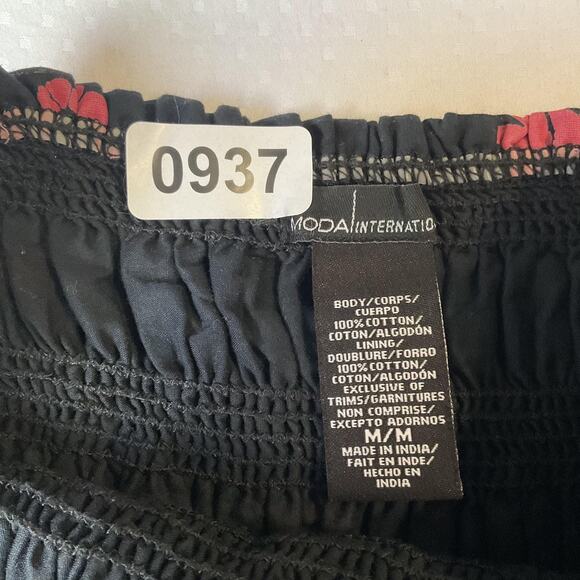 0937
MODA INTERNATIO
BODY/CORPS/
CUERPO
100% COTTON/
COTON/ALGODÓN
LINING/
DOUBLURE/FORRO
100% COTTON/
COTON/ALGODÓN
EXCLUSIVE OF
TRIMS/GARNITURES
NON COMPRISE/
EXCEPTO ADORNOS
M/M
MADE IN INDIA/
FAIT EN INDE/
HECHO EN
INDIA